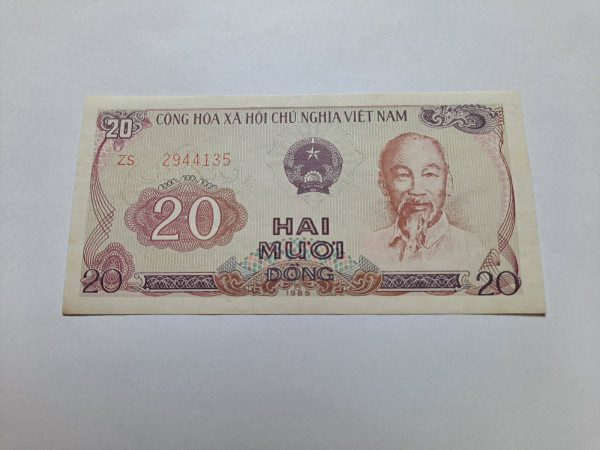 CỘNG HÒA XÃ HỘI CHỦ NGHĨA VIỆT NAM
20
ZS 2944135
20
HAI
MƯƠI
ĐỒNG
20
1985
20